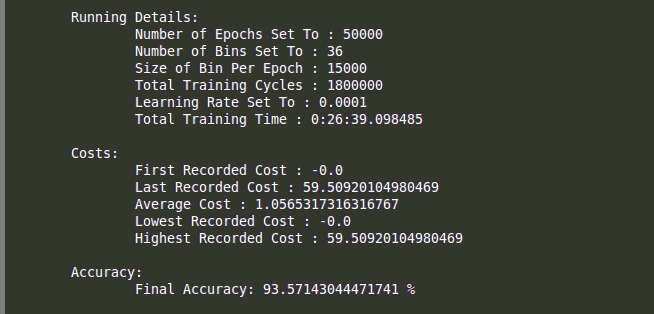 Running Details:
Number of Epochs Set To : 50000
Number of Bins Set To : 36
Size of Bin Per Epoch : 15000
Total Training Cycles : 1800000
Learning Rate Set To : 0.0001
Total Training Time : 0:26:39.098485
Costs:
First Recorded Cost : -0.0
Last Recorded Cost : 59.50920104980469
Average Cost : 1.0565317316316767
Lowest Recorded Cost : -0.0
Highest Recorded Cost : 59.50920104980469
Accuracy:
Final Accuracy: 93.57143044471741 %